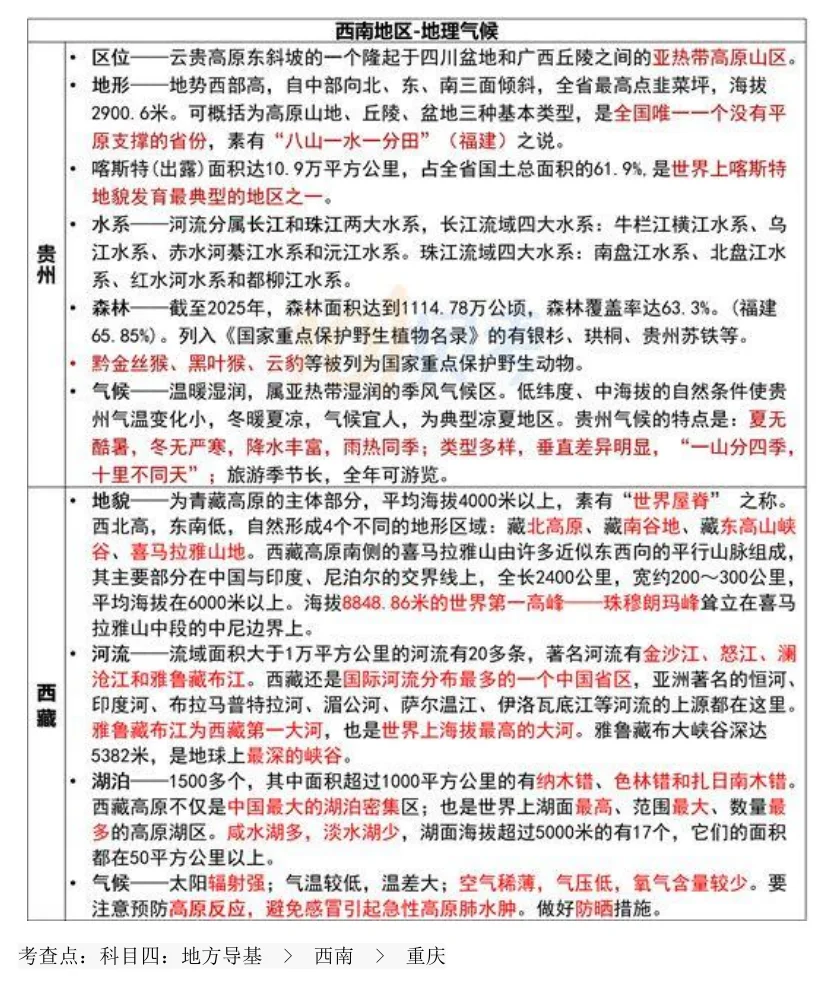 西南地区-地理气候
贵州
• 区位——云贵高原东斜坡的一个隆起于四川盆地和广西丘陵之间的亚热带高原山区。
• 地形——地势西部高，自中部向北、东、南三面倾斜，全省最高点韭菜坪，海拔
2900.6米。可概括为高原山地、丘陵、盆地三种基本类型，是全国唯一一个没有平
原支撑的省份，素有“八山一水一分田”（福建）之说。
• 喀斯特(出露)面积达10.9万平方公里，占全省国土总面积的61.9%,是世界上喀斯特
地貌发育最典型的地区之一。
• 水系——河流分属长江和珠江两大水系，长江流域四大水系：牛栏江横江水系、乌
江水系、赤水河綦江水系和沅江水系。珠江流域四大水系：南盘江水系、北盘江水
系、红水河水系和都柳江水系。
• 森林——截至2025年，森林面积达到1114.78万公顷，森林覆盖率达63.3%。(福建
65.85%)。列入《国家重点保护野生植物名录》的有银杉、珙桐、贵州苏铁等。
• 黔金丝猴、黑叶猴、云豹等被列为国家重点保护野生动物。
• 气候——温暖湿润，属亚热带湿润的季风气候区。低纬度、中海拔的自然条件使贵
州气温变化小，冬暖夏凉，气候宜人，为典型凉夏地区。贵州气候的特点是：夏无
酷暑，冬无严寒，降水丰富，雨热同季；类型多样，垂直差异明显，“一山分四季，
十里不同天”；旅游季节长，全年可游览。
西藏
• 地貌——为青藏高原的主体部分，平均海拔4000米以上，素有“世界屋脊” 之称。
西北高，东南低，自然形成4个不同的地形区域：藏北高原、藏南谷地、藏东高山峡
谷、喜马拉雅山地。西藏高原南侧的喜马拉雅山由许多近似东西向的平行山脉组成，
其主要部分在中国与印度、尼泊尔的交界线上，全长2400公里，宽约200～300公里，
平均海拔在6000米以上。海拔8848.86米的世界第一高峰——珠穆朗玛峰耸立在喜马
拉雅山中段的中尼边界上。
• 河流——流域面积大于1万平方公里的河流有20多条，著名河流有金沙江、怒江、澜
沧江和雅鲁藏布江。西藏还是国际河流分布最多的一个中国省区，亚洲著名的恒河、
印度河、布拉马普特拉河、湄公河、萨尔温江、伊洛瓦底江等河流的上源都在这里。
雅鲁藏布江为西藏第一大河，也是世界上海拔最高的大河。雅鲁藏布大峡谷深达
5382米，是地球上最深的峡谷。
• 湖泊——1500多个，其中面积超过1000平方公里的有纳木错、色林错和扎日南木错。
西藏高原不仅是中国最大的湖泊密集区；也是世界上湖面最高、范围最大、数量最
多的高原湖区。咸水湖多，淡水湖少，湖面海拔超过5000米的有17个，它们的面积
都在50平方公里以上。
• 气候——太阳辐射强；气温较低，温差大；空气稀薄，气压低，氧气含量较少。要
注意预防高原反应，避免感冒引起急性高原肺水肿。做好防晒措施。
考查点：科目四：地方导基 > 西南 > 重庆